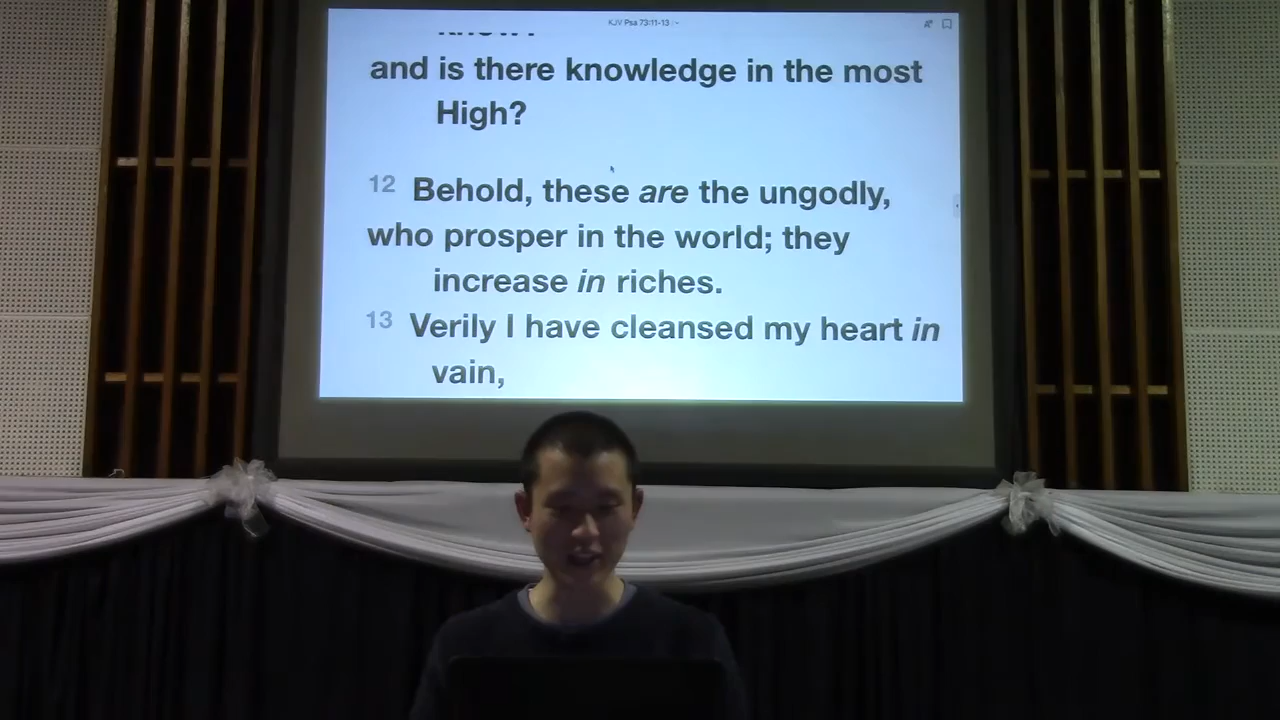 KJV Psa 73:11-13
and is there knowledge in the most
High?
12 Behold, these are the ungodly,
who prosper in the world; they
increase in riches.
13 Verily I have cleansed my heart in
vain,